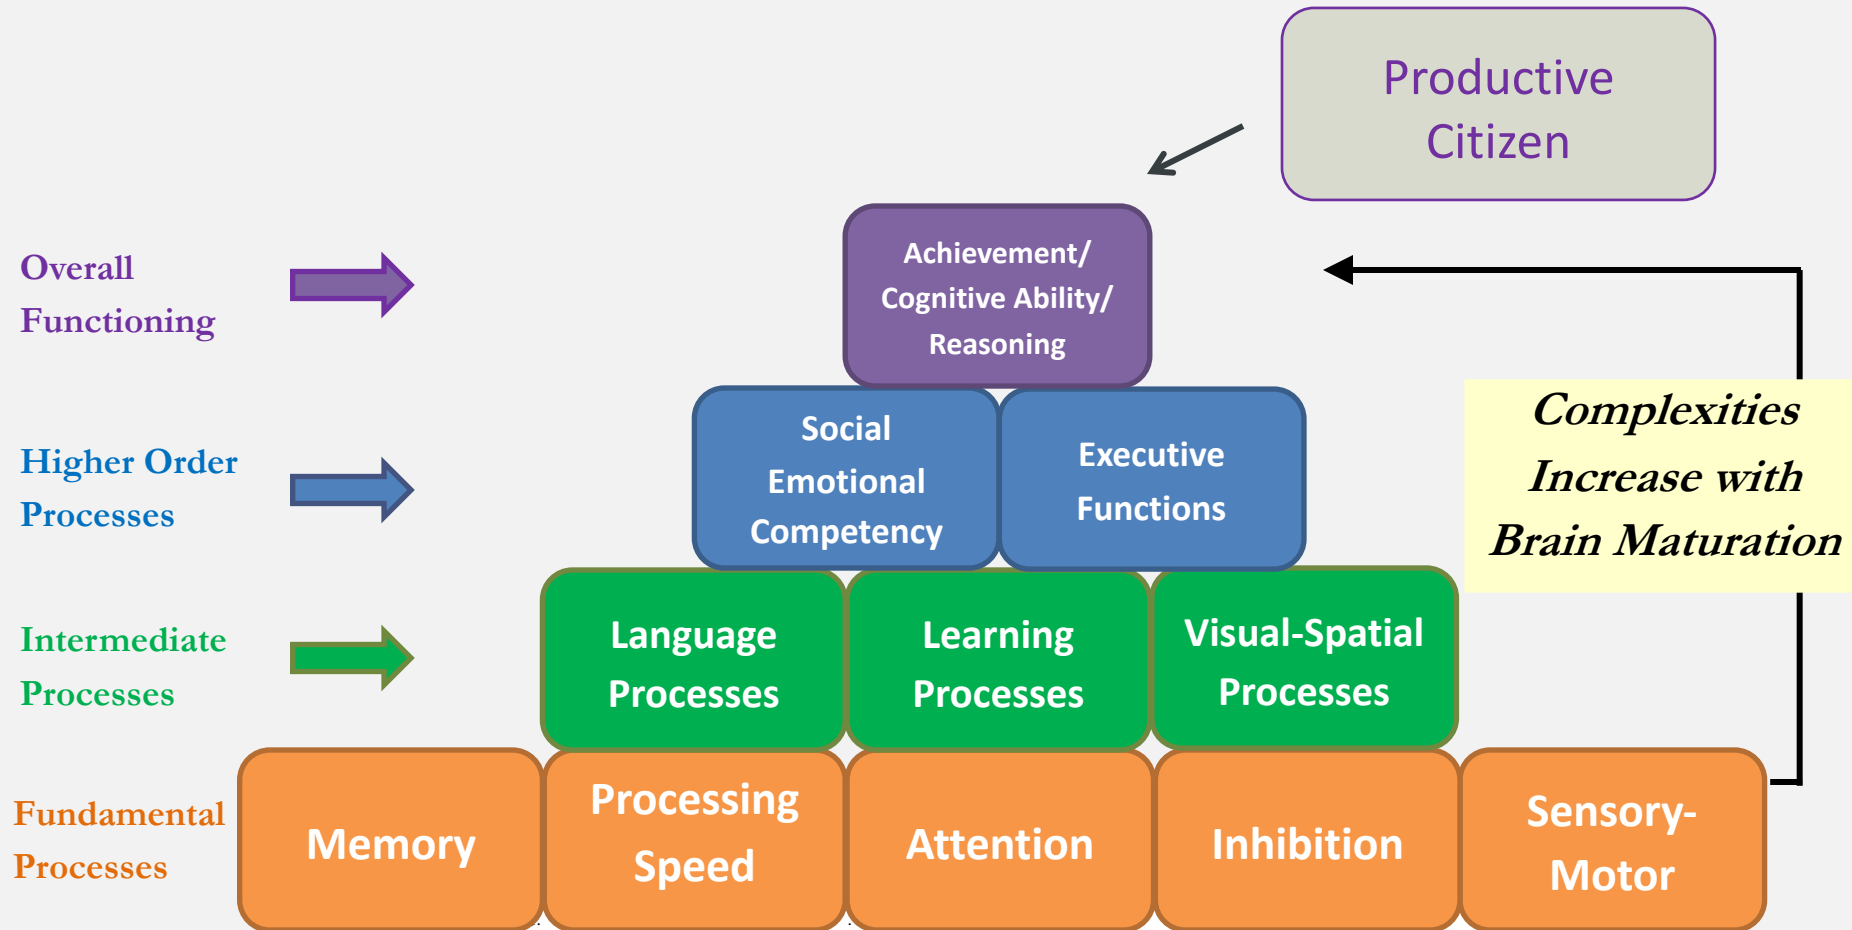 Productive
Citizen
Overall
Functioning
Achievement/
Cognitive Ability/
Reasoning
Higher Order
Processes
Social
Emotional
Competency
Executive
Functions
Complexities
Increase with
Brain Maturation
Intermediate
Processes
Language
Processes
Learning
Processes
Visual-Spatial
Processes
Fundamental
Processes
Memory
Processing
Speed
Attention
Inhibition
Sensory-
Motor